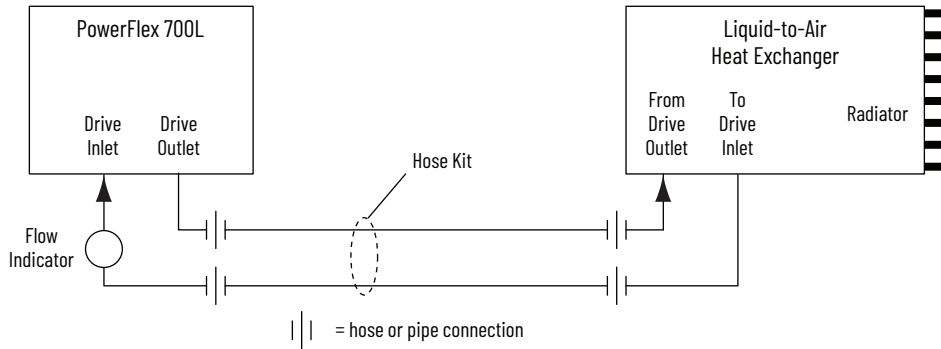 PowerFlex 700L
Drive
Inlet
Drive
Outlet
Flow
Indicator
Hose Kit
Liquid-to-Air
Heat Exchanger
From
Drive
Outlet
To
Drive
Inlet
Radiator
= hose or pipe connection